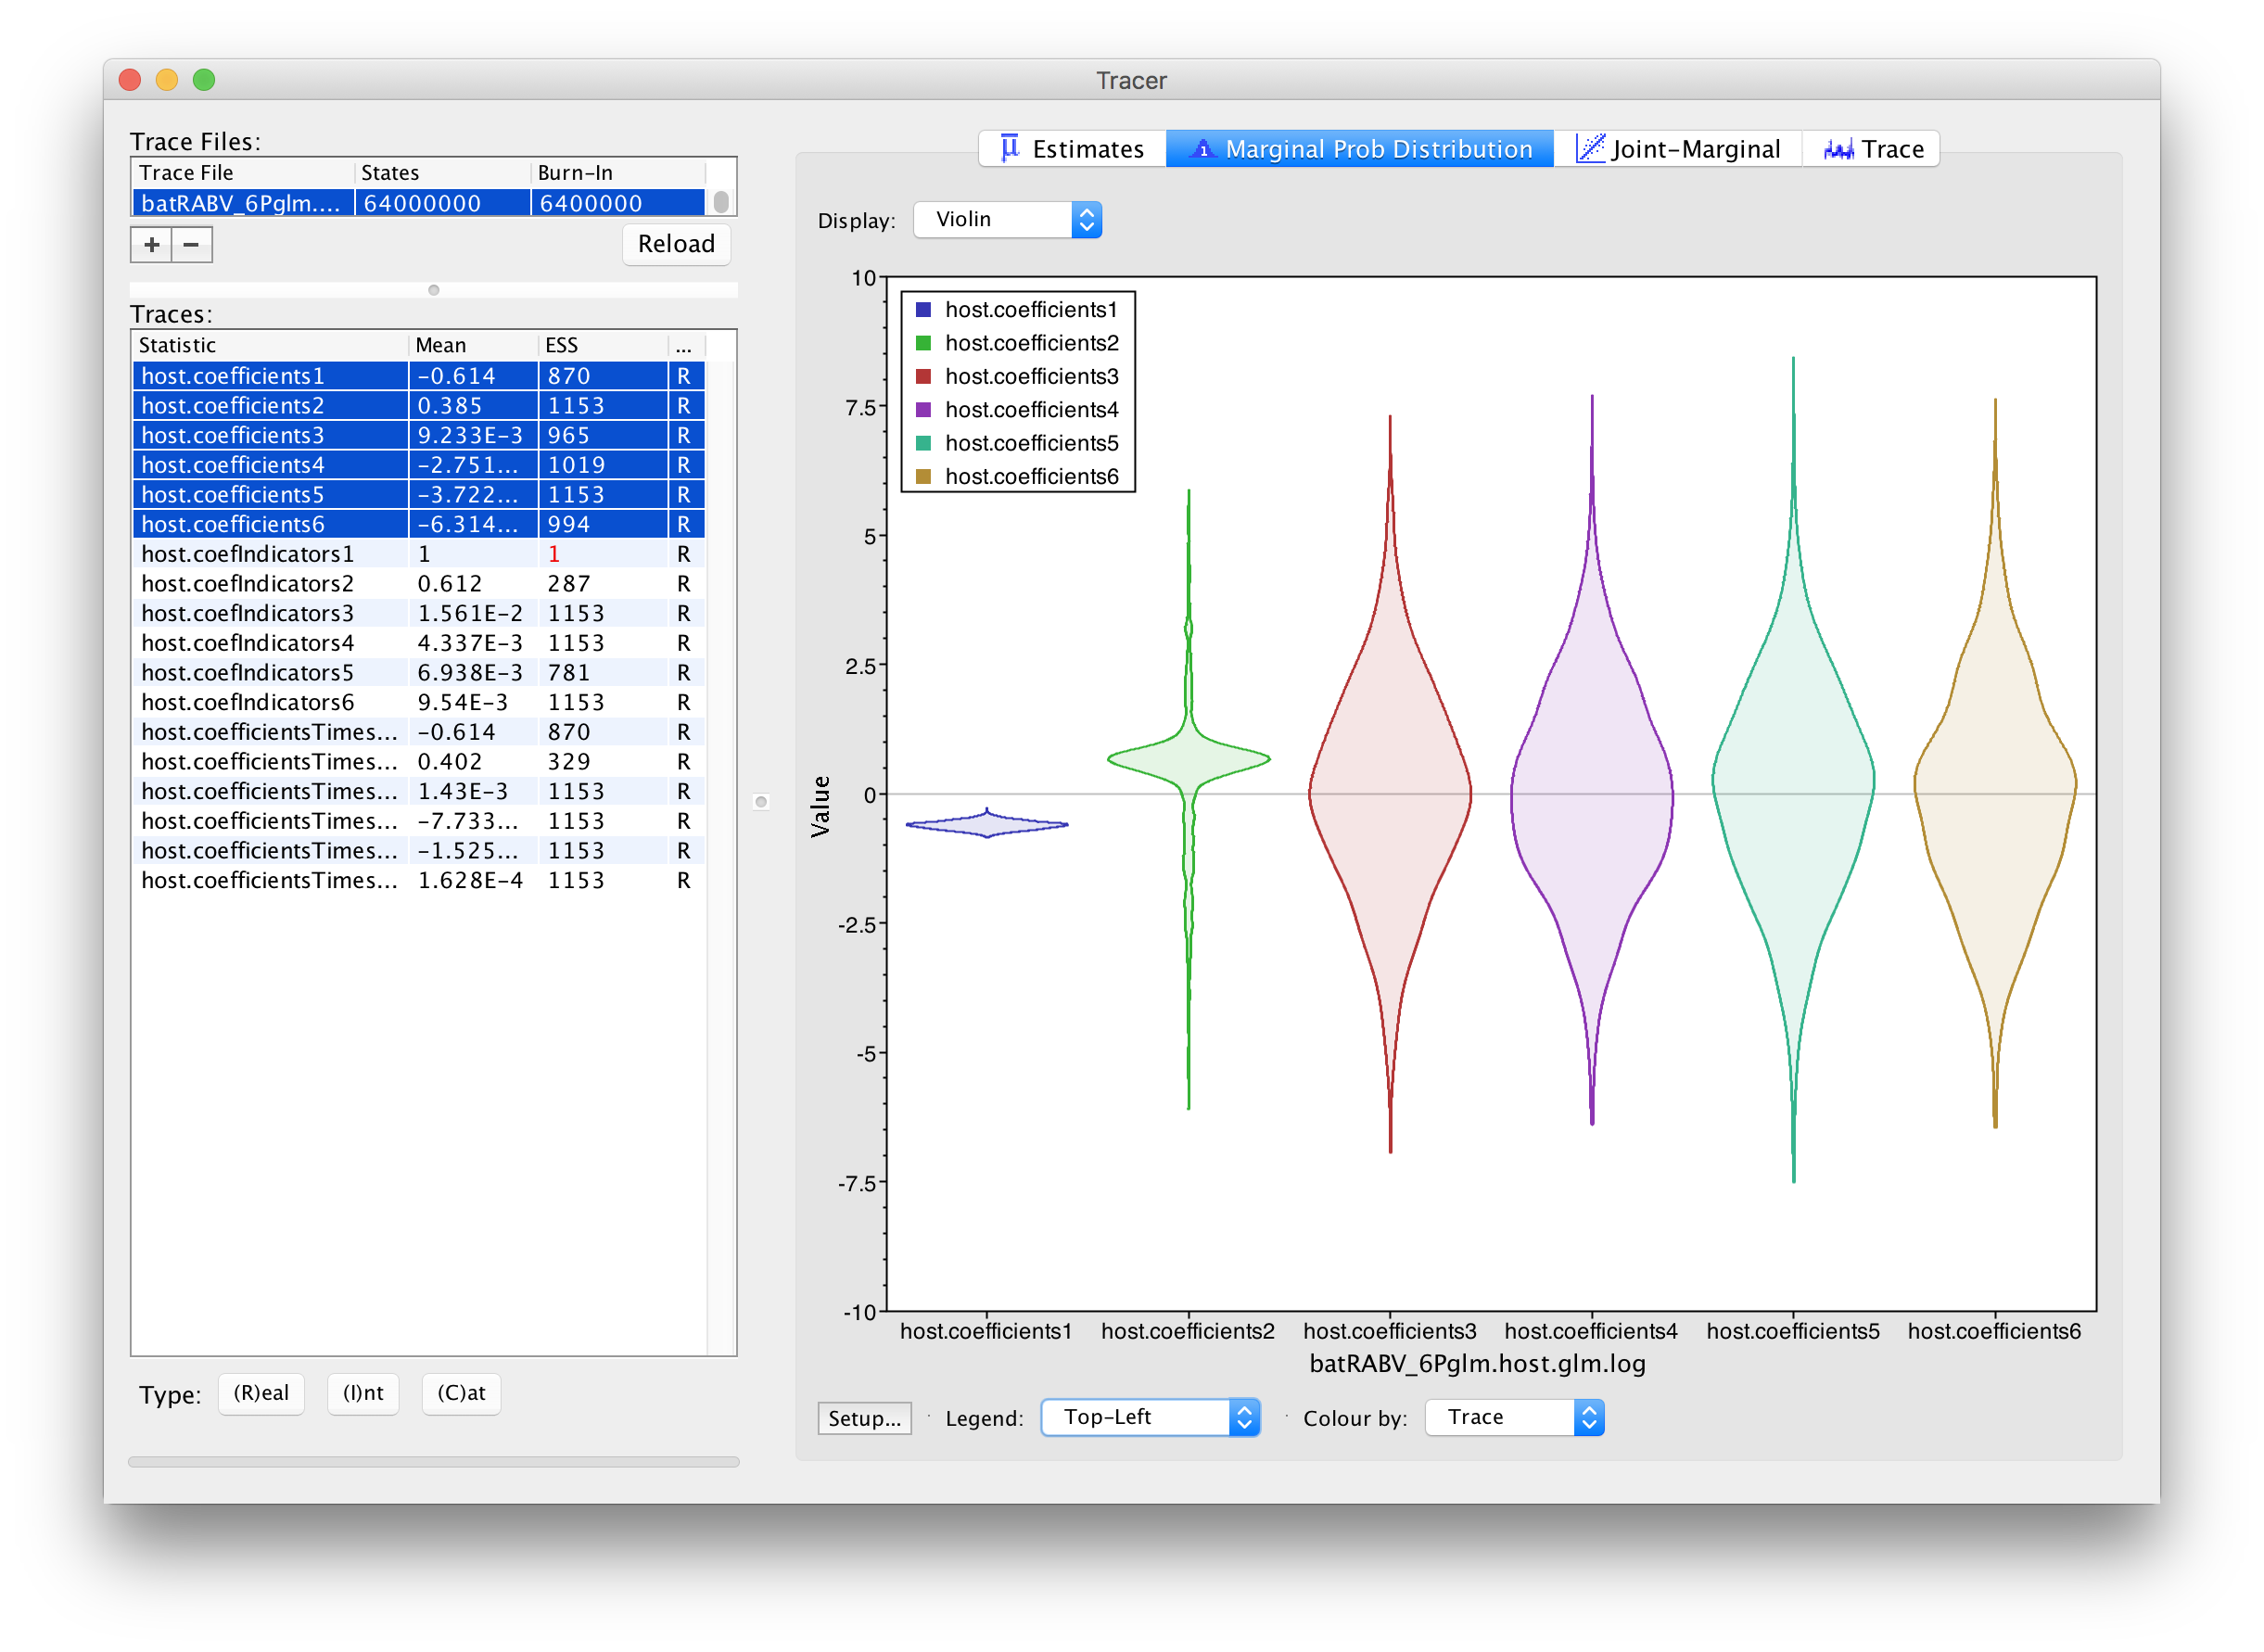 Tracer
Trace Files:
Trace File States Burn-In
batRABV_6Pglm.... 64000000 6400000
+ −
Reload
Traces:
Statistic Mean ESS ...
host.coefficients1 -0.614 870 R
host.coefficients2 0.385 1153 R
host.coefficients3 9.233E-3 965 R
host.coefficients4 -2.751... 1019 R
host.coefficients5 -3.722... 1153 R
host.coefficients6 -6.314... 994 R
host.coefIndicators1 1 1 R
host.coefIndicators2 0.612 287 R
host.coefIndicators3 1.561E-2 1153 R
host.coefIndicators4 4.337E-3 1153 R
host.coefIndicators5 6.938E-3 781 R
host.coefIndicators6 9.54E-3 1153 R
host.coefficientsTimes... -0.614 870 R
host.coefficientsTimes... 0.402 329 R
host.coefficientsTimes... 1.43E-3 1153 R
host.coefficientsTimes... -7.733... 1153 R
host.coefficientsTimes... -1.525... 1153 R
host.coefficientsTimes... 1.628E-4 1153 R
Type: (R)eal (I)nt (C)at
Estimates Marginal Prob Distribution Joint-Marginal Trace
Display: Violin
host.coefficients1
host.coefficients2
host.coefficients3
host.coefficients4
host.coefficients5
host.coefficients6
10
7.5
5
2.5
0
-2.5
-5
-7.5
-10
Value
host.coefficients1 host.coefficients2 host.coefficients3 host.coefficients4 host.coefficients5 host.coefficients6
batRABV_6Pglm.host.glm.log
Setup... Legend: Top-Left Colour by: Trace